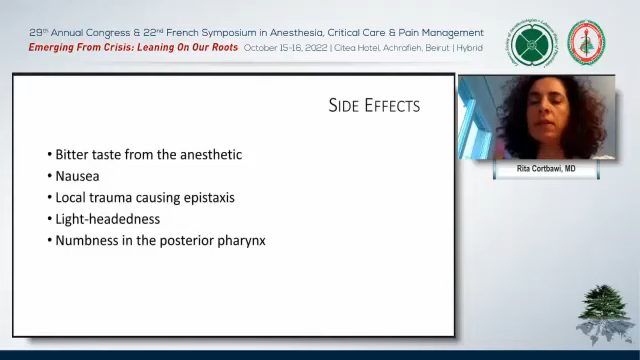 29th Annual Congress & 22nd French Symposium in Anesthesia, Critical Care & Pain Management
Emerging From Crisis: Leaning On Our Roots October 15-16, 2022 | Citea Hotel, Achrafieh, Beirut | Hybrid
SIDE EFFECTS
• Bitter taste from the anesthetic
• Nausea
• Local trauma causing epistaxis
• Light-headedness
• Numbness in the posterior pharynx
Rita Cortbawi, MD